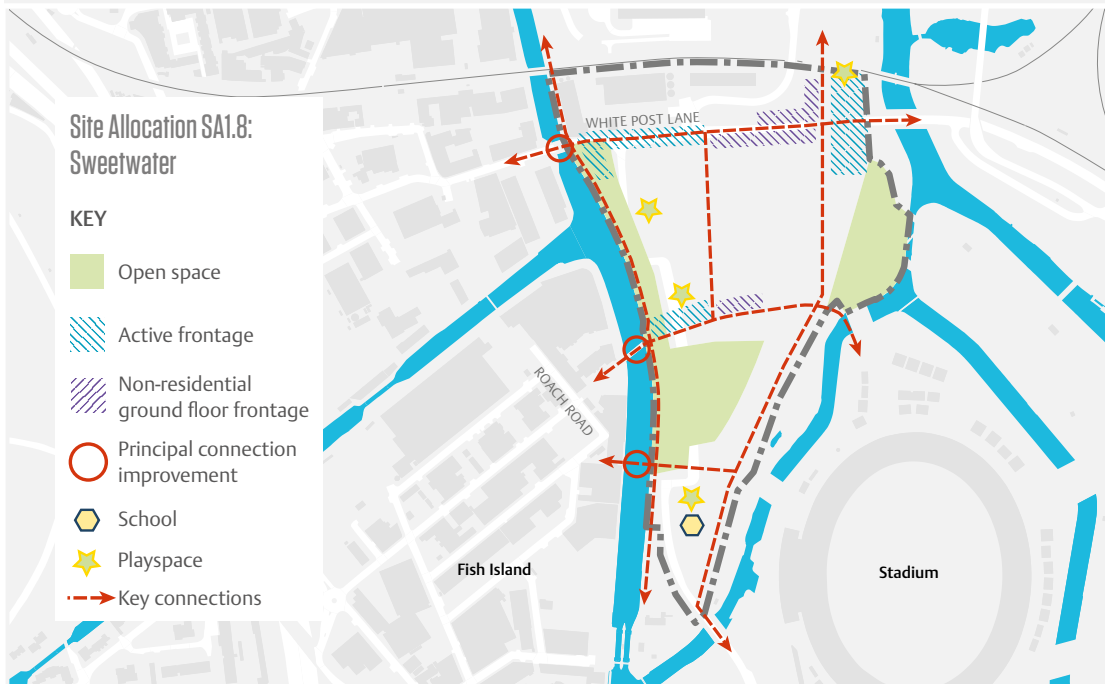 Site Allocation SA1.8:
Sweetwater
KEY
Open space
Active frontage
Non-residential
ground floor frontage
Principal connection
improvement
School
Playspace
Key connections
WHITE POST LANE
ROACH ROAD
Fish Island
Stadium